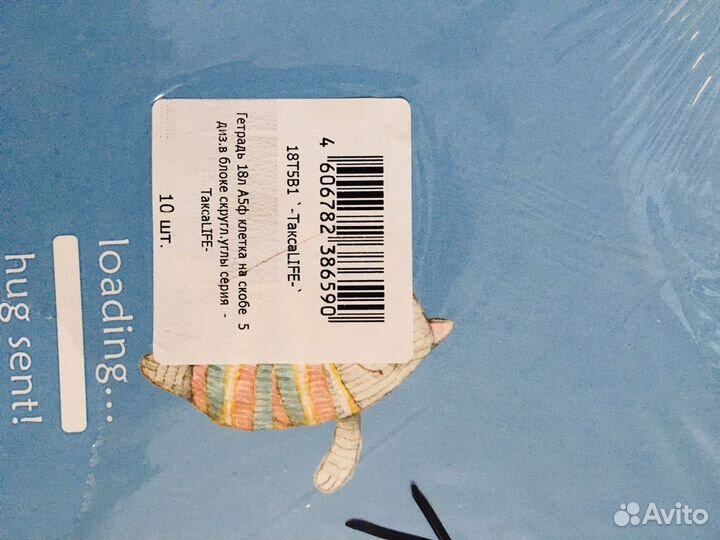 4 606782 386590
18Т5В1 `-ТаксаLIFE-`
Тетрадь 18л А5ф клетка на скобе 5
диз.в блоке скругл.углы серия -
ТаксаLIFE-
10 шт.
loading...
hug sent!
Avito